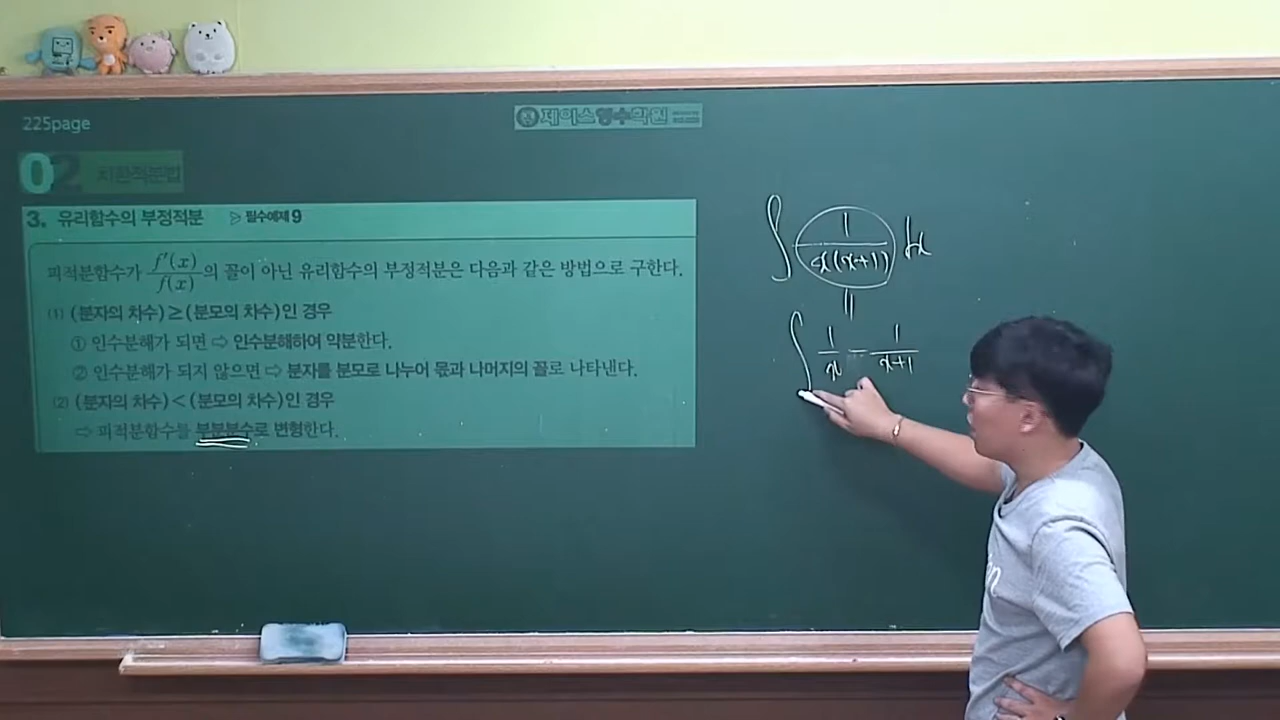 225page
제이스영수학원
02 치환적분법
3. 유리함수의 부정적분 ▷ 필수예제 9
피적분함수가 f'(x)/f(x) 의 꼴이 아닌 유리함수의 부정적분은 다음과 같은 방법으로 구한다.
(1) (분자의 차수)≥(분모의 차수)인 경우
① 인수분해가 되면 ⇨ 인수분해하여 약분한다.
② 인수분해가 되지 않으면 ⇨ 분자를 분모로 나누어 몫과 나머지의 꼴로 나타낸다.
(2) (분자의 차수)<(분모의 차수)인 경우
⇨ 피적분함수를 부분분수로 변형한다.
∫ 1/x(x+1) dx
||
∫ 1/x - 1/x+1